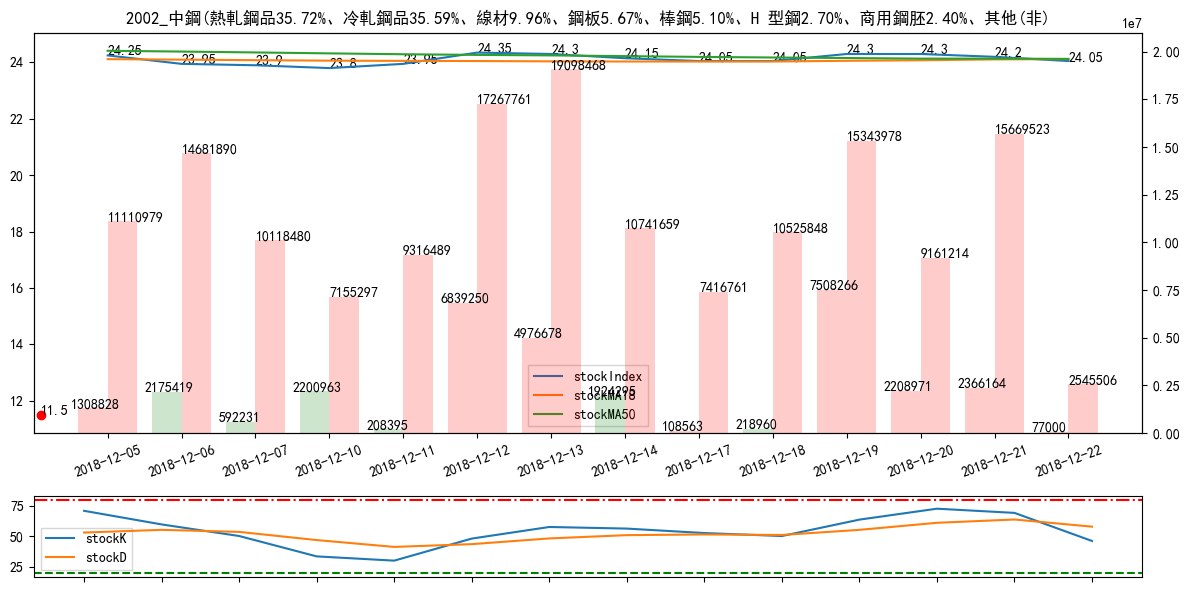 2002_中鋼(熱軋鋼品35.72%、冷軋鋼品35.59%、線材9.96%、鋼板5.67%、棒鋼5.10%、H 型鋼2.70%、商用鋼胚2.40%、其他(非)
1e7
24.25 23.95 23.9 23.8 23.95 24.35 24.3 24.15 24.05 24.05 24.3 24.3 24.2 24.05
24 22 20 18 16 14 12
2.00 1.75 1.50 1.25 1.00 0.75 0.50 0.25 0.00
11110979 14681890 10118480 7155297 9316489 17267761 19098468 10741659 7416761 10525848 15343978 9161214 15669523 2545506
11.5
1308828 2175419 592231 2200963 208395 6839250 4976678 1924295 108563 218960 7508266 2208971 2366164 77000
stockIndex
stockMA18
stockMA50
2018-12-05 2018-12-06 2018-12-07 2018-12-10 2018-12-11 2018-12-12 2018-12-13 2018-12-14 2018-12-17 2018-12-18 2018-12-19 2018-12-20 2018-12-21 2018-12-22
75
50
25
stockK
stockD